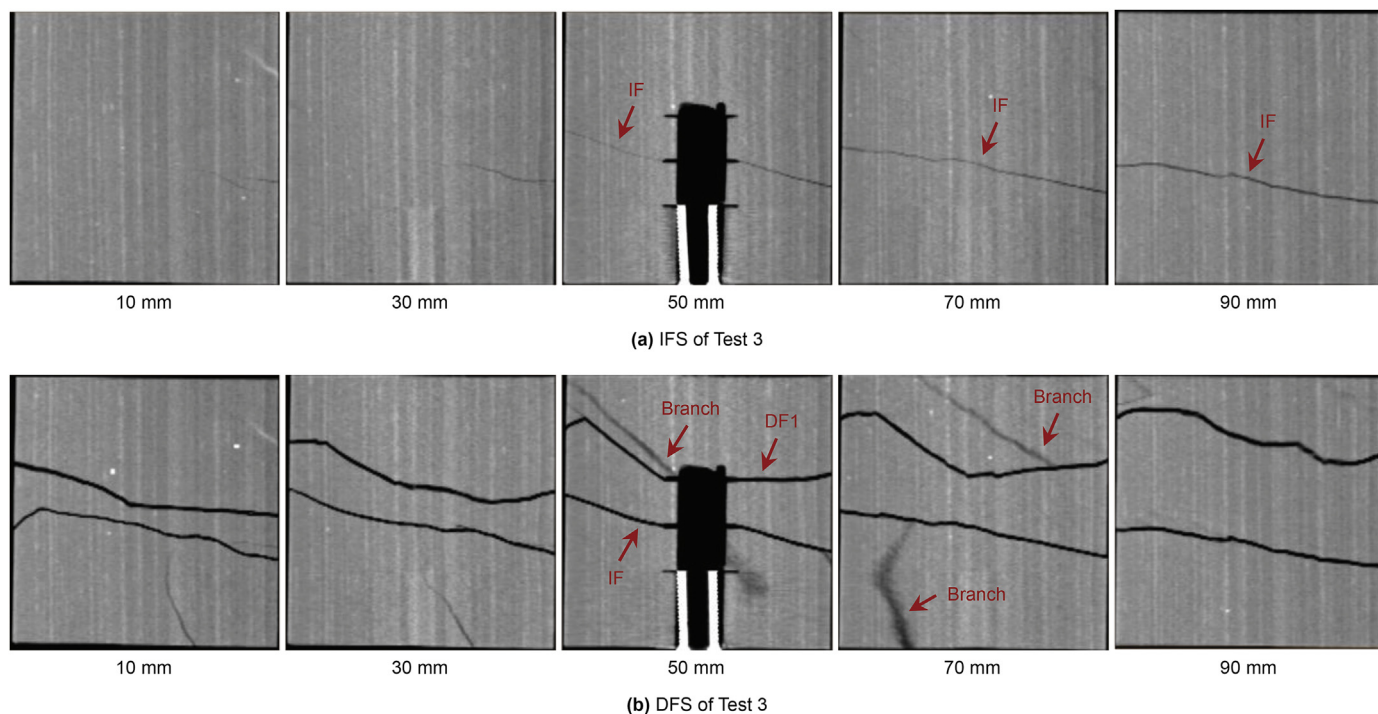 IF
IF
IF
10 mm
30 mm
50 mm
70 mm
90 mm
(a) IFS of Test 3
Branch
DF1
Branch
IF
Branch
10 mm
30 mm
50 mm
70 mm
90 mm
(b) DFS of Test 3